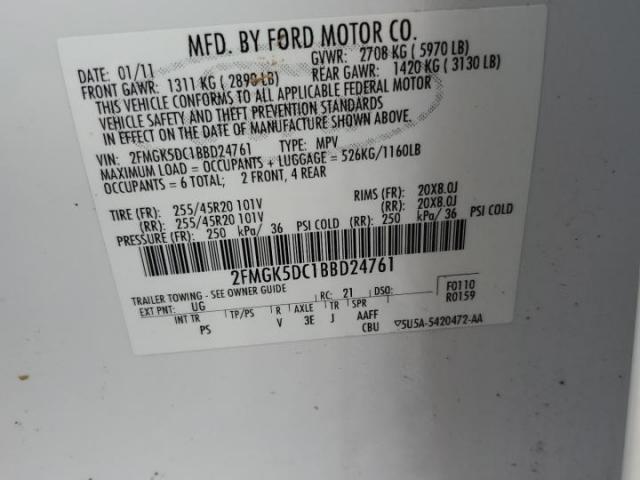 MFD. BY FORD MOTOR CO.
DATE: 01/11 GVWR: 2708 KG ( 5970 LB)
FRONT GAWR: 1311 KG ( 2890 LB) REAR GAWR: 1420 KG ( 3130 LB)
THIS VEHICLE CONFORMS TO ALL APPLICABLE FEDERAL MOTOR
VEHICLE SAFETY AND THEFT PREVENTION STANDARDS
IN EFFECT ON THE DATE OF MANUFACTURE SHOWN ABOVE.
VIN: 2FMGK5DC1BBD24761 TYPE: MPV
MAXIMUM LOAD = OCCUPANTS + LUGGAGE = 526KG/1160LB
OCCUPANTS = 6 TOTAL; 2 FRONT, 4 REAR
TIRE (FR): 255/45R20 101V RIMS (FR): 20X8.0J
(RR): 255/45R20 101V (RR): 20X8.0J
PRESSURE (FR): 250 kPa/ 36 PSI COLD (RR): 250 kPa/ 36 PSI COLD
2FMGK5DC1BBD24761
TRAILER TOWING - SEE OWNER GUIDE
EXT PNT: UG RC: 21 DSO: F0110
INT TR TP/PS R AXLE TR SPR R0159
PS V 3E J AAFF
CBU 5U5A-5420472-AA